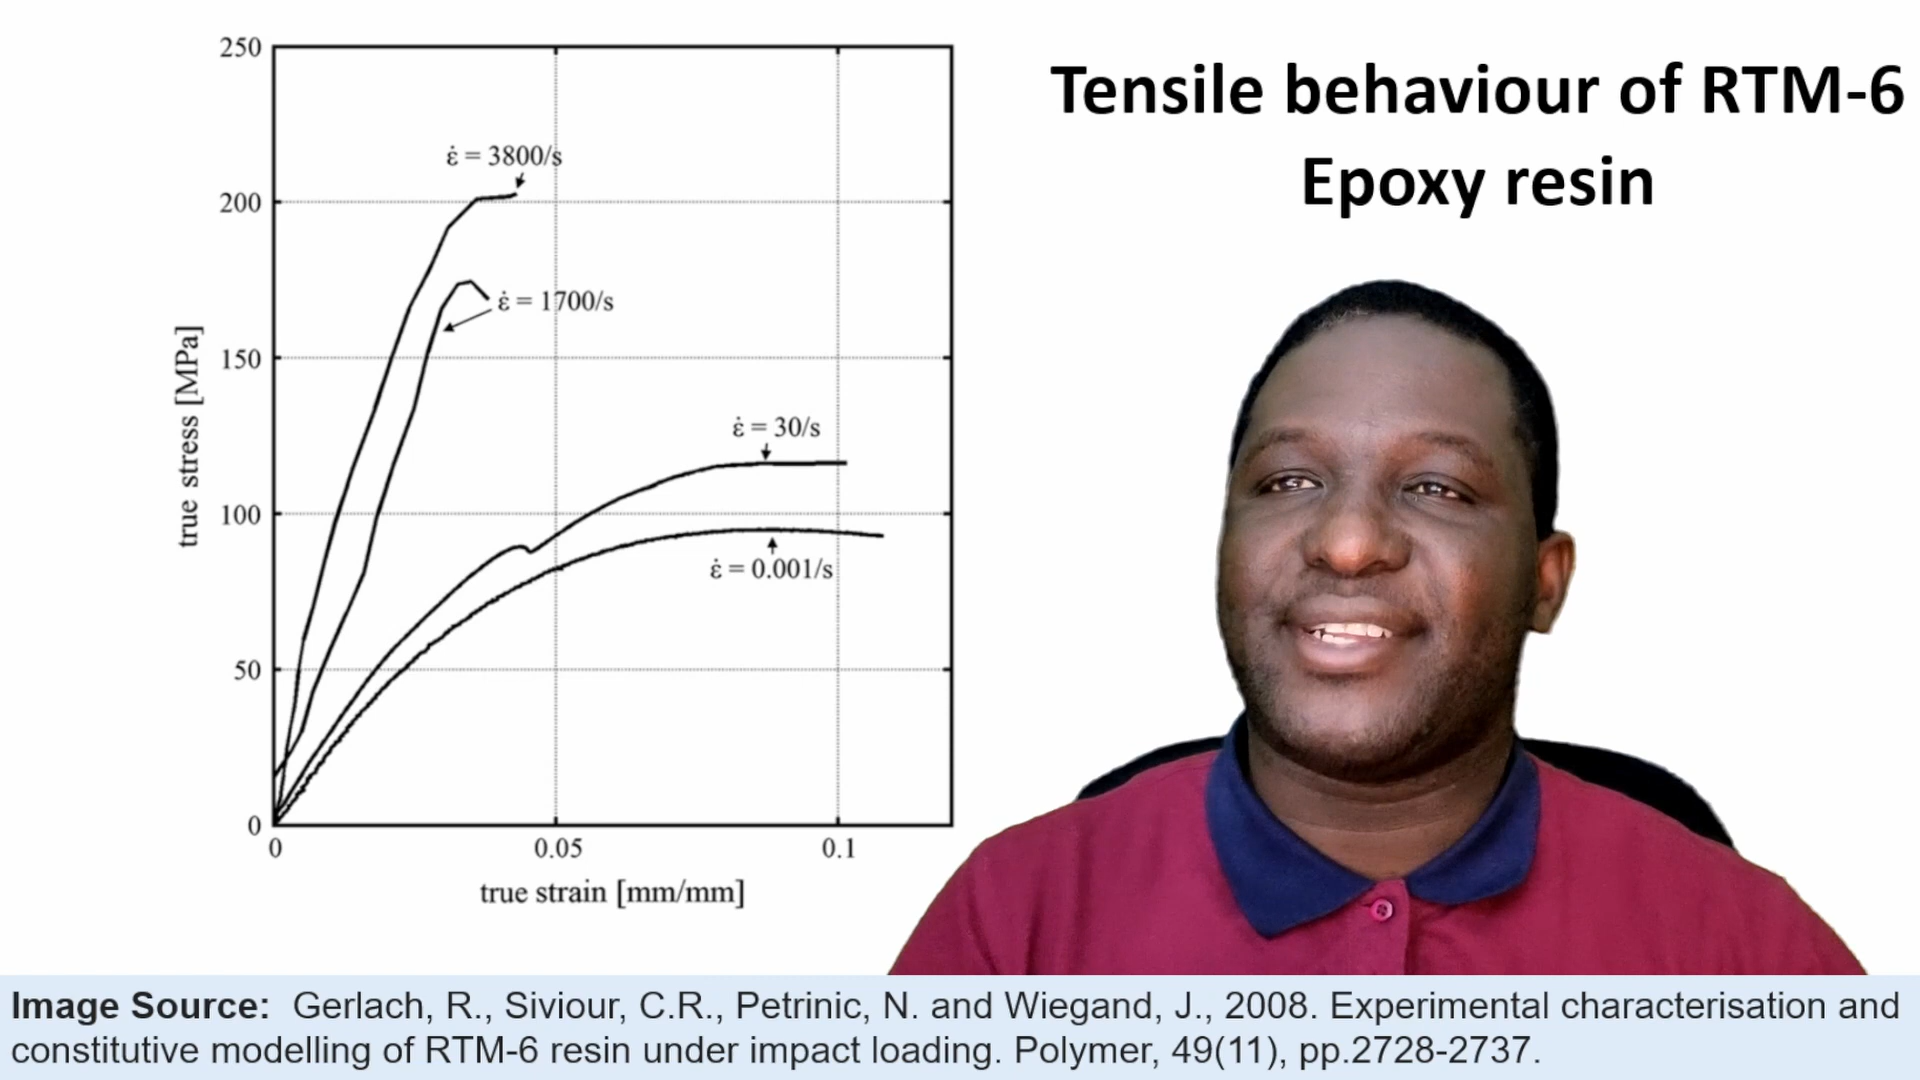 Tensile behaviour of RTM-6
Epoxy resin
250
200
150
100
50
0
0
0.05
0.1
true stress [MPa]
true strain [mm/mm]
ε̇ = 3800/s
ε̇ = 1700/s
ε̇ = 30/s
ε̇ = 0.001/s
Image Source: Gerlach, R., Siviour, C.R., Petrinic, N. and Wiegand, J., 2008. Experimental characterisation and
constitutive modelling of RTM-6 resin under impact loading. Polymer, 49(11), pp.2728-2737.